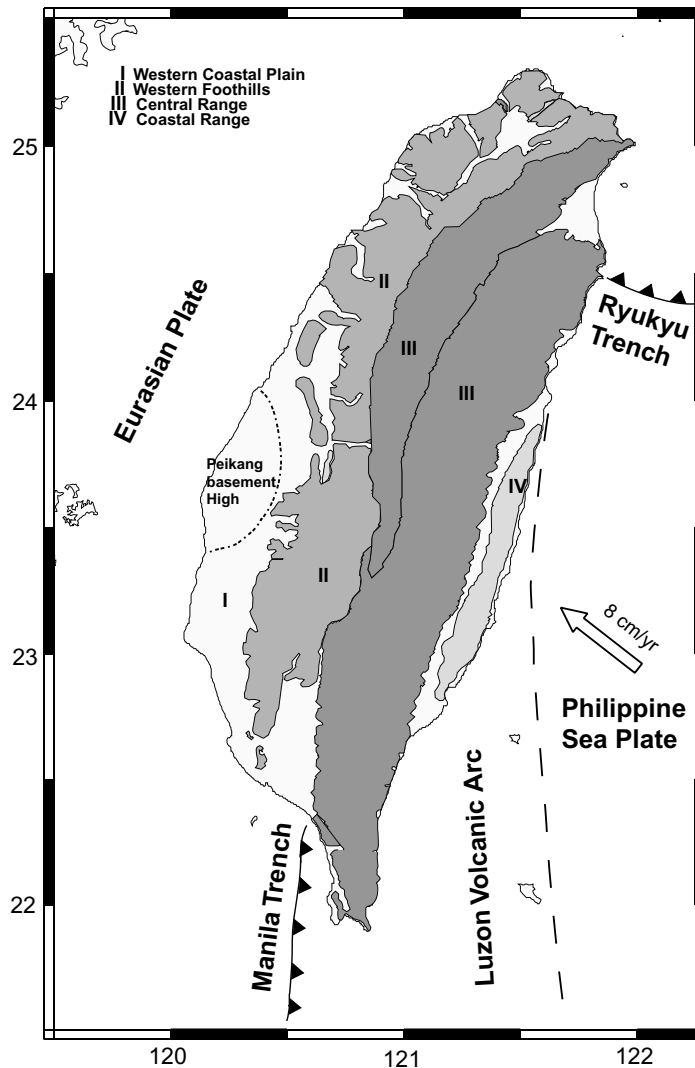 I Western Coastal Plain
II Western Foothills
III Central Range
IV Coastal Range
25
24
23
22
120
121
122
Eurasian Plate
Ryukyu
Trench
II
III
III
Peikang
basement
High
IV
II
I
8 cm/yr
Philippine
Sea Plate
Luzon Volcanic Arc
Manila Trench